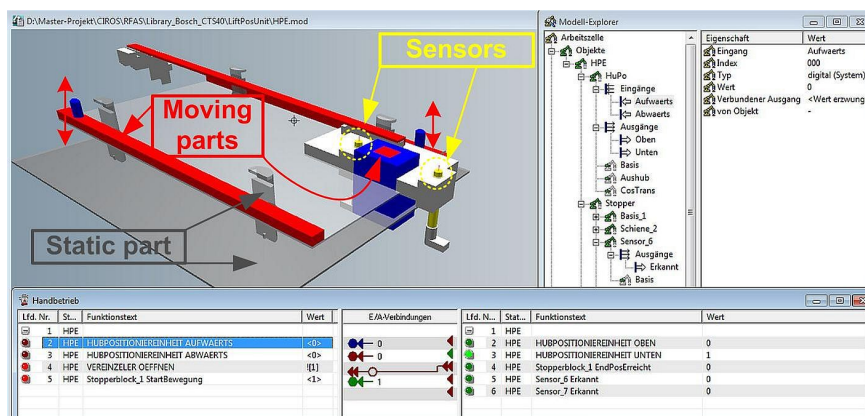 D:\Master-Projekt\CIROS\RFAS\Library_Bosch_CTS40\LiftPosUnit\HPE.mod
Sensors
Moving
parts
Static part
Modell-Explorer
Arbeitszelle
Objekte
HPE
HuPo
Eingänge
Aufwaerts
Abwaerts
Ausgänge
Oben
Unten
Basis
Aushub
CosTrans
Stopper
Basis_1
Schiene_2
Sensor_6
Ausgänge
Erkannt
Basis
Eigenschaft Wert
Eingang Aufwaerts
Index 000
Typ digital (System)
Wert 0
Verbundener Ausgang <Wert erzwung
von Objekt -
Handbetrieb
Lfd. Nr. St... Funktionstext Wert
1 HPE
2 HPE HUBPOSITIONIEREINHEIT AUFWAERTS <0>
3 HPE HUBPOSITIONIEREINHEIT ABWAERTS <0>
4 HPE VEREINZELER OEFFNEN ![1]
5 HPE Stopperblock_1 StartBewegung <1>
E/A-Verbindungen
0
0
1
Lfd. N... Stat... Funktionstext Wert
1 HPE
2 HPE HUBPOSITIONIEREINHEIT OBEN 0
3 HPE HUBPOSITIONIEREINHEIT UNTEN 1
4 HPE Stopperblock_1 EndPosErreicht 0
5 HPE Sensor_6 Erkannt 0
6 HPE Sensor_7 Erkannt 0